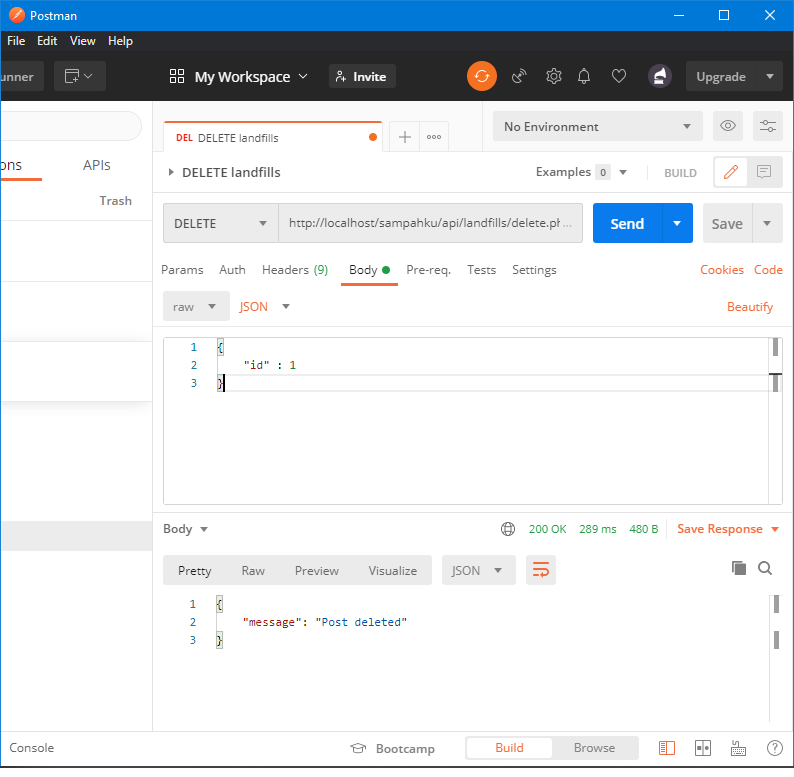 Postman
File Edit View Help
unner My Workspace Invite Upgrade
DEL DELETE landfills No Environment
ons APIs
DELETE landfills Examples 0 BUILD
Trash
DELETE http://localhost/sampahku/api/landfills/delete.ph ... Send Save
Params Auth Headers (9) Body Pre-req. Tests Settings Cookies Code
raw JSON Beautify
1 {
2 "id" : 1
3 }
Body 200 OK 289 ms 480 B Save Response
Pretty Raw Preview Visualize JSON
1 {
2 "message": "Post deleted"
3 }
Console Bootcamp Build Browse